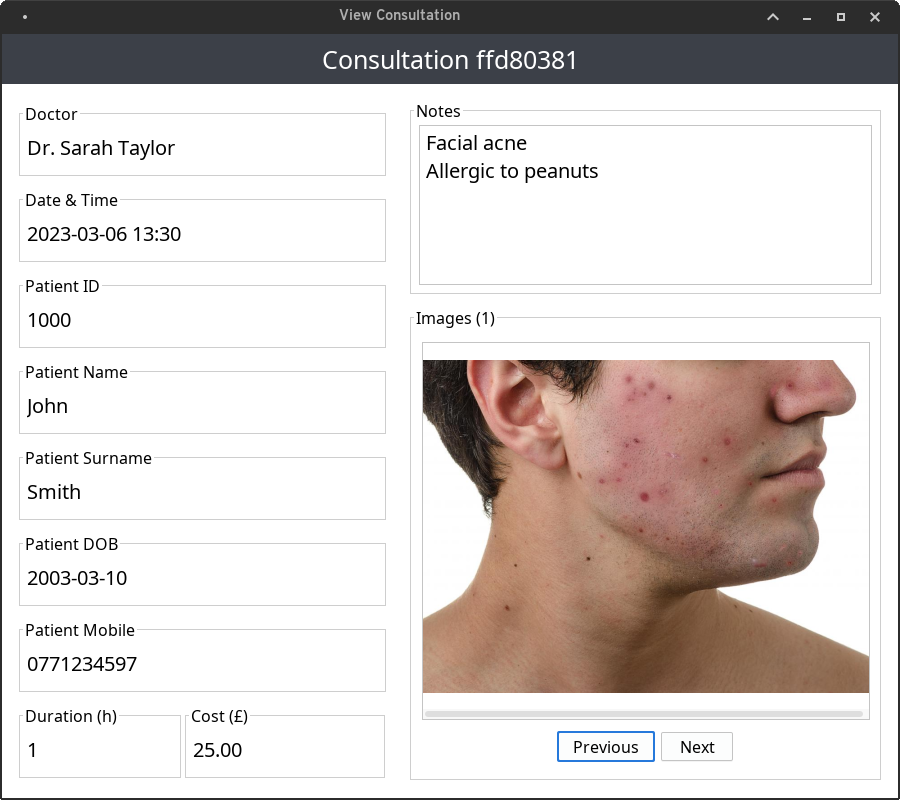 View Consultation
Consultation ffd80381
Doctor
Dr. Sarah Taylor
Date & Time
2023-03-06 13:30
Patient ID
1000
Patient Name
John
Patient Surname
Smith
Patient DOB
2003-03-10
Patient Mobile
0771234597
Duration (h)
1
Cost (£)
25.00
Notes
Facial acne
Allergic to peanuts
Images (1)
Previous
Next